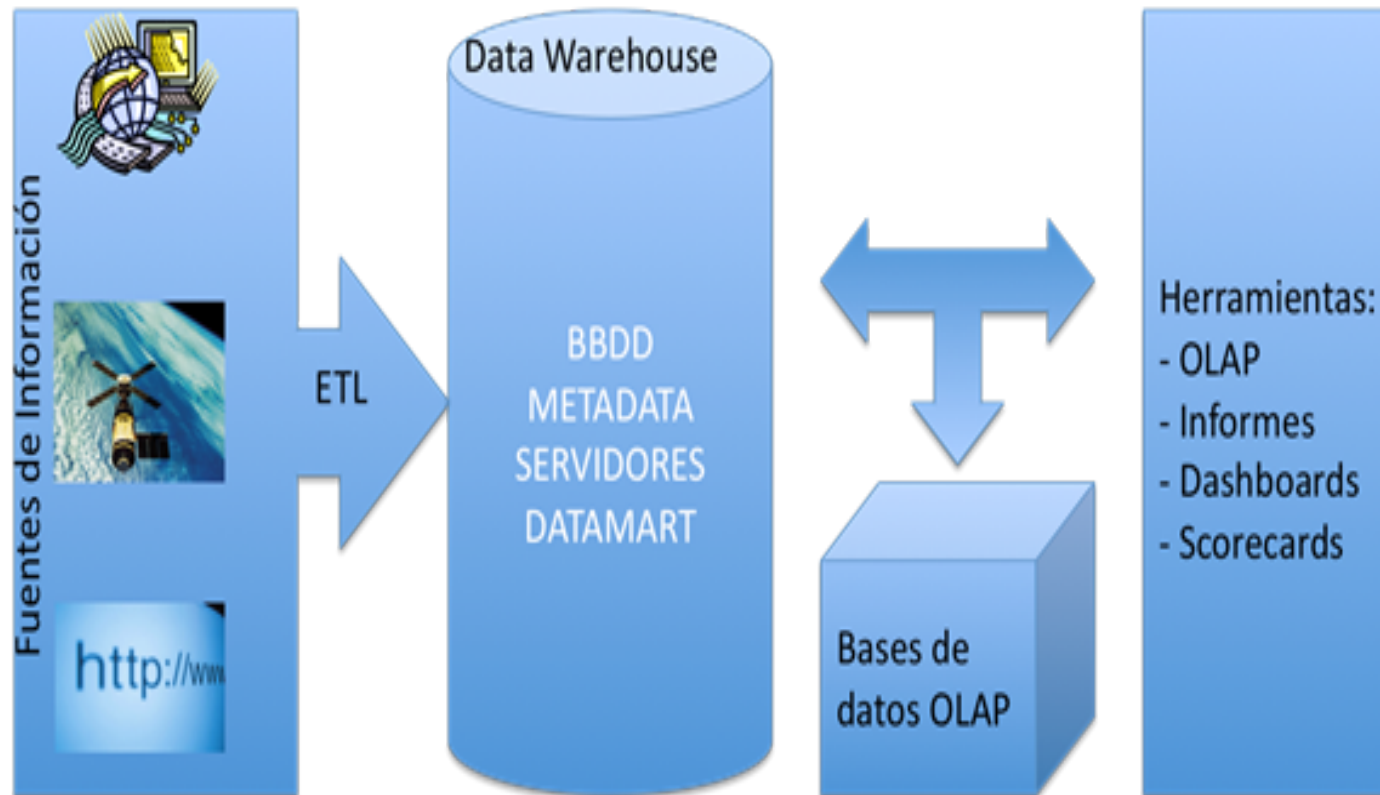 Fuentes de Información
http://www
ETL
Data Warehouse
BBDD
METADATA
SERVIDORES
DATAMART
Bases de
datos OLAP
Herramientas:
- OLAP
- Informes
- Dashboards
- Scorecards